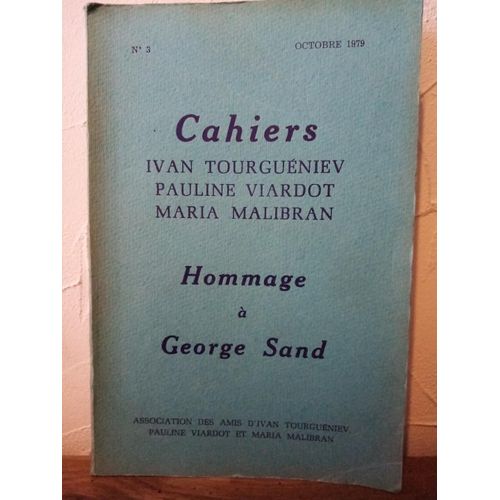 N° 3 OCTOBRE 1979
Cahiers
IVAN TOURGUÉNIEV
PAULINE VIARDOT
MARIA MALIBRAN
Hommage
à
George Sand
ASSOCIATION DES AMIS D'IVAN TOURGUÉNIEV,
PAULINE VIARDOT ET MARIA MALIBRAN